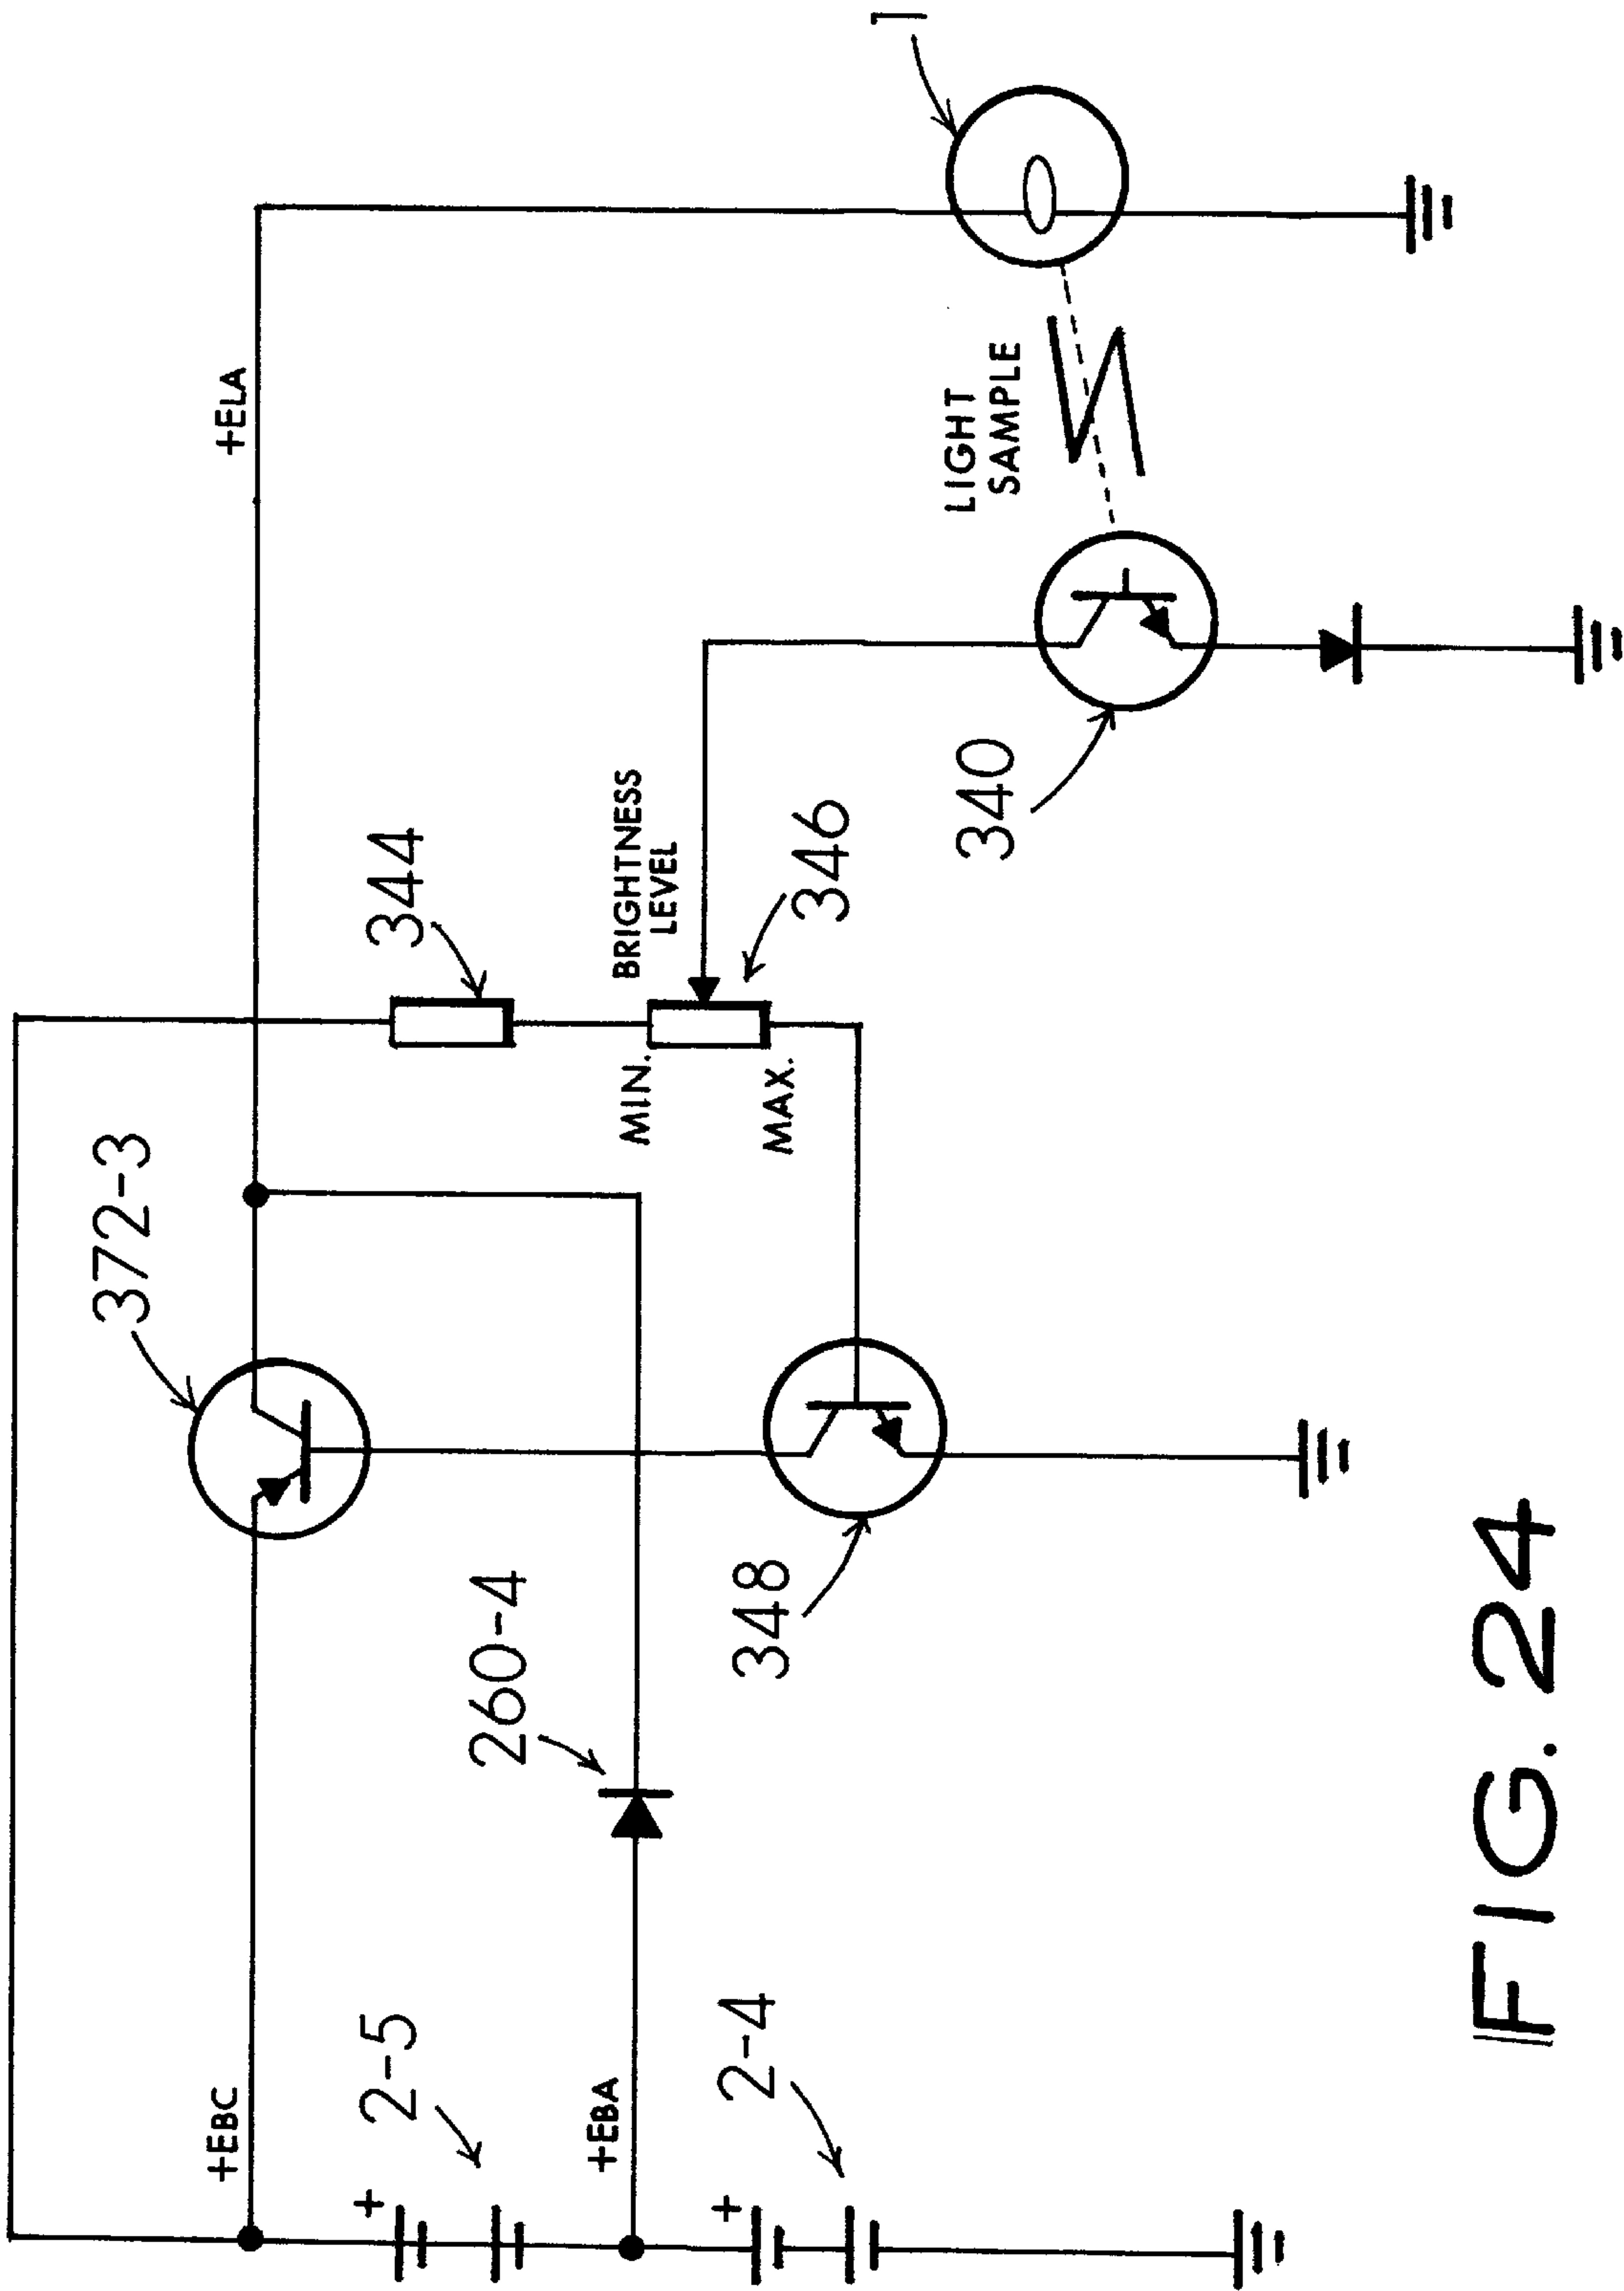 +EBC
372-3
+ELA
2-5
344
260-4
+EBA
BRIGHTNESS
LEVEL
MIN.
346
MAX.
2-4
348
LIGHT
SAMPLE
340
1
+
+
FIG. 24